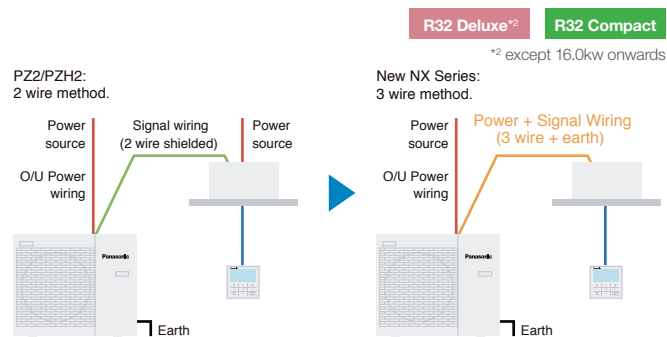 R32 Deluxe*2
R32 Compact
*2 except 16.0kw onwards
PZ2/PZH2:
2 wire method.
Power
source
Signal wiring
(2 wire shielded)
Power
source
O/U Power
wiring
Panasonic
Earth
New NX Series:
3 wire method.
Power
source
Power + Signal Wiring
(3 wire + earth)
O/U Power
wiring
Panasonic
Earth